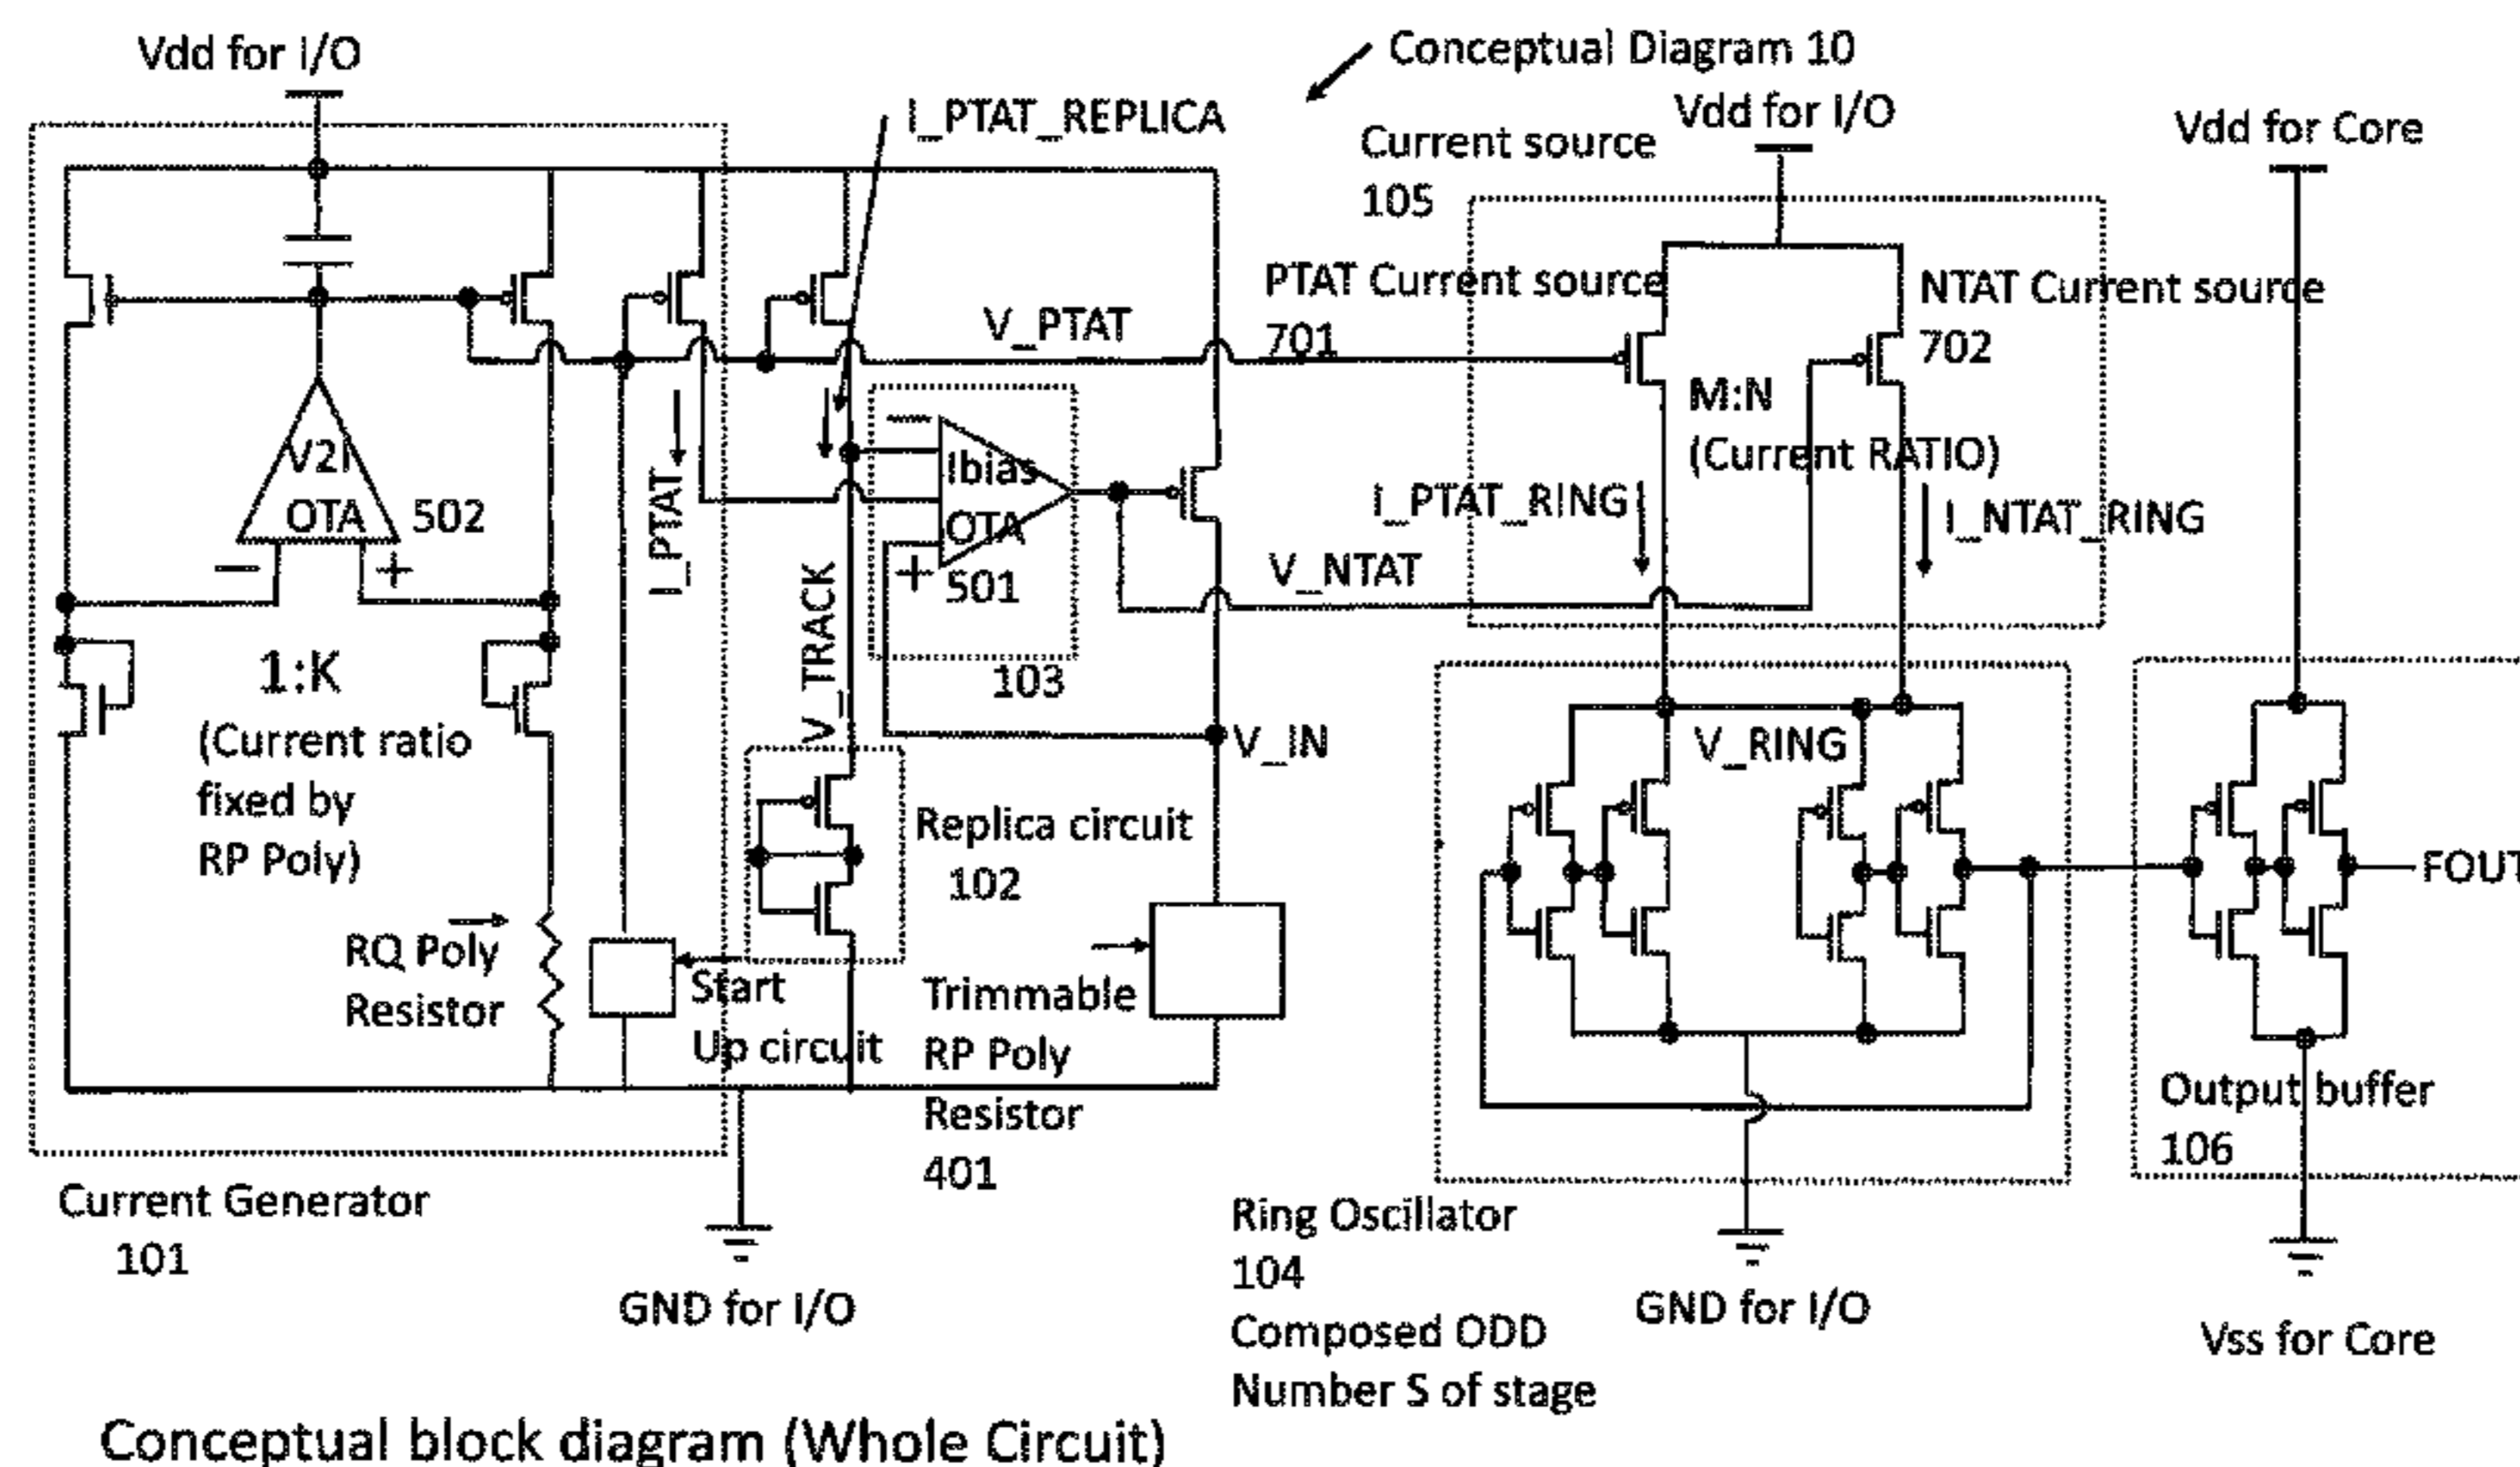 Conceptual Diagram 10
Vdd for I/O
I_PTAT_REPLICA
Vdd for I/O
Current source
105
Vdd for Core
PTAT Current source
701
NTAT Current source
702
V_PTAT
M:N
(Current RATIO)
V2I
OTA
502
−
+
I_PTAT
−
Ibias
OTA
+
501
103
I_PTAT_RING
I_NTAT_RING
V_NTAT
V_TRACK
1:K
(Current ratio
fixed by
RP Poly)
V_IN
V_RING
Replica circuit
102
FOUT
RQ Poly
Resistor
Start
Up circuit
Trimmable
RP Poly
Resistor
401
Output buffer
106
Current Generator
101
Ring Oscillator
104
Composed ODD
Number S of stage
GND for I/O
GND for I/O
Vss for Core
Conceptual block diagram (Whole Circuit)